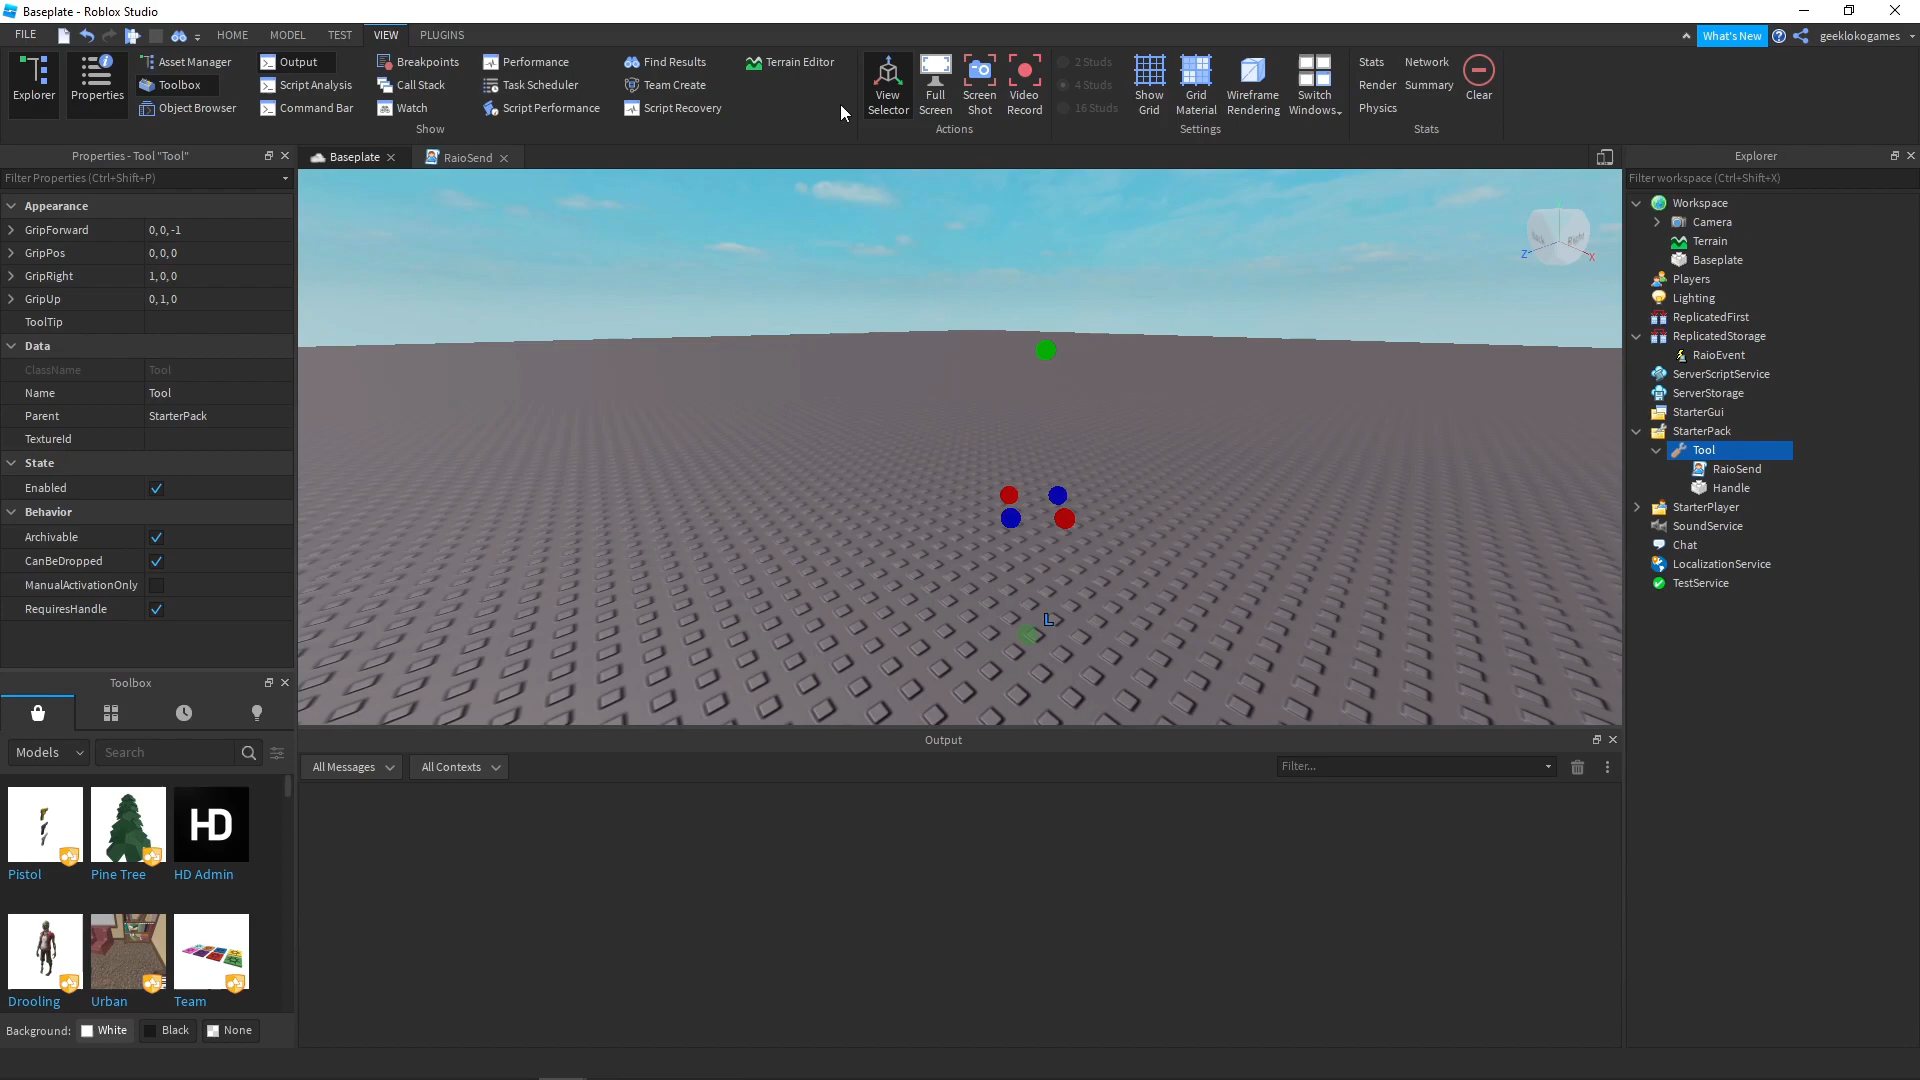 Baseplate - Roblox Studio
FILE HOME MODEL TEST VIEW PLUGINS What's New geeklokogames
Explorer
Properties
Asset Manager
Toolbox
Object Browser
Output
Script Analysis
Command Bar
Breakpoints
Call Stack
Watch
Performance
Task Scheduler
Script Performance
Find Results
Team Create
Script Recovery
Terrain Editor
Show
View
Selector
Full
Screen
Screen
Shot
Video
Record
Actions
2 Studs
4 Studs
16 Studs
Show
Grid
Grid
Material
Wireframe
Rendering
Switch
Windows
Settings
Stats Network
Render Summary
Physics
Clear
Stats
Properties - Tool "Tool"
Filter Properties (Ctrl+Shift+P)
Appearance
GripForward 0, 0, -1
GripPos 0, 0, 0
GripRight 1, 0, 0
GripUp 0, 1, 0
ToolTip
Data
ClassName Tool
Name Tool
Parent StarterPack
TextureId
State
Enabled
Behavior
Archivable
CanBeDropped
ManualActivationOnly
RequiresHandle
Toolbox
Models Search
Pistol Pine Tree HD Admin
HD
Drooling Urban Team
Background: White Black None
Baseplate RaioSend
Back Right
Z X
L
Output
All Messages All Contexts Filter...
Explorer
Filter workspace (Ctrl+Shift+X)
Workspace
Camera
Terrain
Baseplate
Players
Lighting
ReplicatedFirst
ReplicatedStorage
RaioEvent
ServerScriptService
ServerStorage
StarterGui
StarterPack
Tool
RaioSend
Handle
StarterPlayer
SoundService
Chat
LocalizationService
TestService